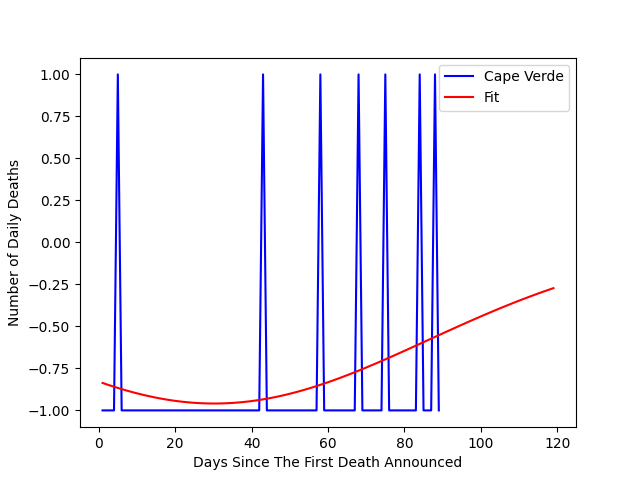 Cape Verde
Fit
1.00
0.75
0.50
0.25
0.00
−0.25
−0.50
−0.75
−1.00
Number of Daily Deaths
0 20 40 60 80 100 120
Days Since The First Death Announced